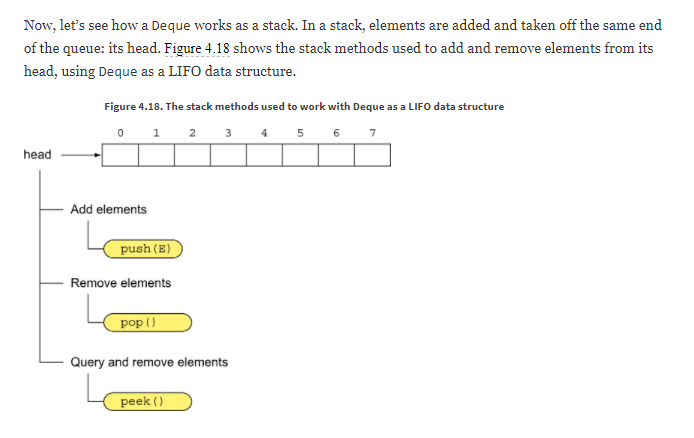 Now, let’s see how a Deque works as a stack. In a stack, elements are added and taken off the same end
of the queue: its head. Figure 4.18 shows the stack methods used to add and remove elements from its
head, using Deque as a LIFO data structure.
Figure 4.18. The stack methods used to work with Deque as a LIFO data structure
0 1 2 3 4 5 6 7
head
Add elements
push(E)
Remove elements
pop()
Query and remove elements
peek()